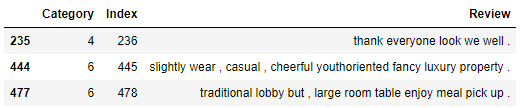 Category Index Review
235 4 236 thank everyone look we well .
444 6 445 slightly wear , casual , cheerful youthoriented fancy luxury property .
477 6 478 traditional lobby but , large room table enjoy meal pick up .